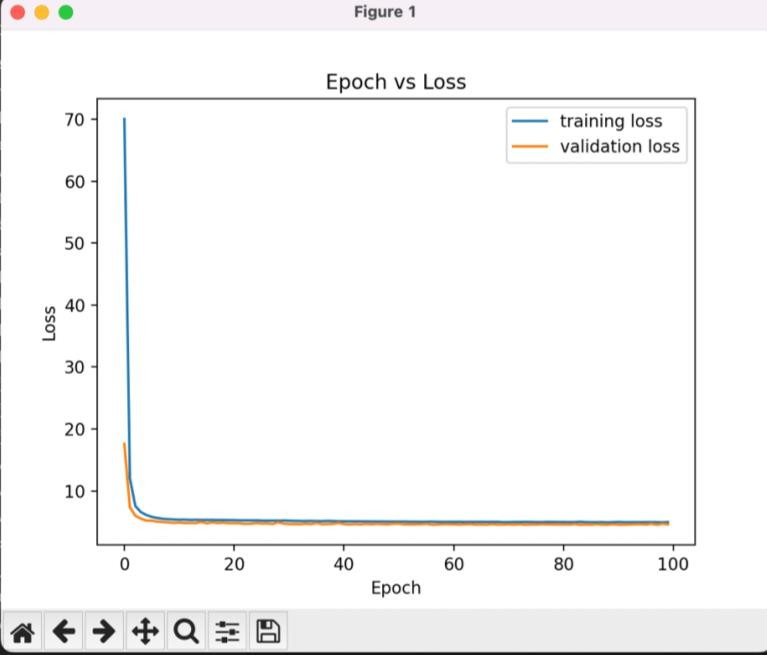 Figure 1
Epoch vs Loss
training loss
validation loss
70
60
50
40
30
20
10
Loss
0 20 40 60 80 100
Epoch